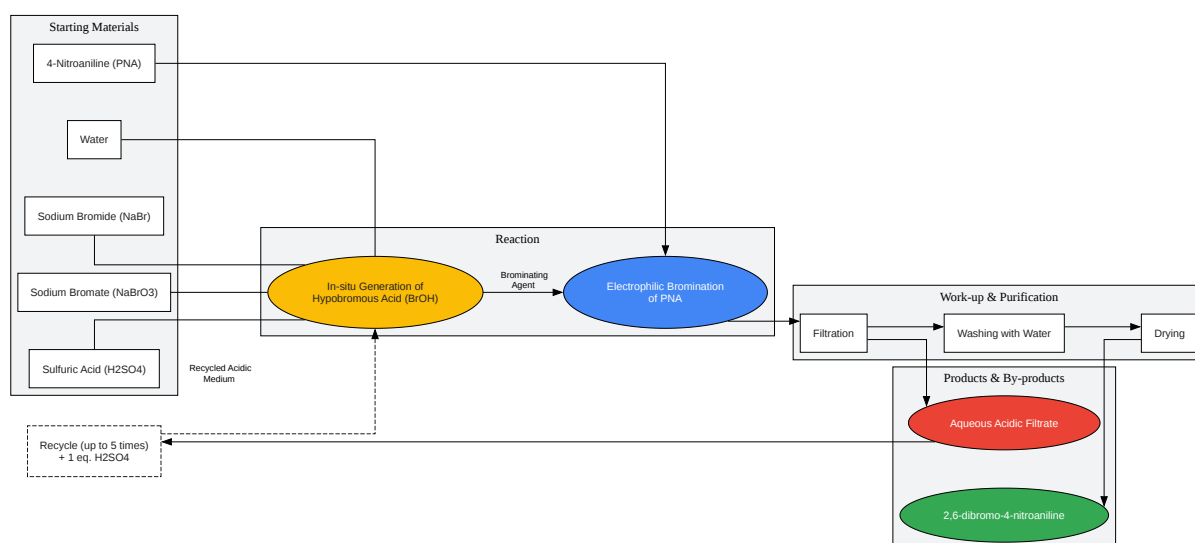 Starting Materials
4-Nitroaniline (PNA)
Water
Sodium Bromide (NaBr)
Sodium Bromate (NaBrO3)
Sulfuric Acid (H2SO4)
Reaction
In-situ Generation of
Hypobromous Acid (BrOH)
Brominating
Agent
Electrophilic Bromination
of PNA
Recycled Acidic
Medium
Work-up & Purification
Filtration
Washing with Water
Drying
Products & By-products
Aqueous Acidic Filtrate
2,6-dibromo-4-nitroaniline
Recycle (up to 5 times)
+ 1 eq. H2SO4